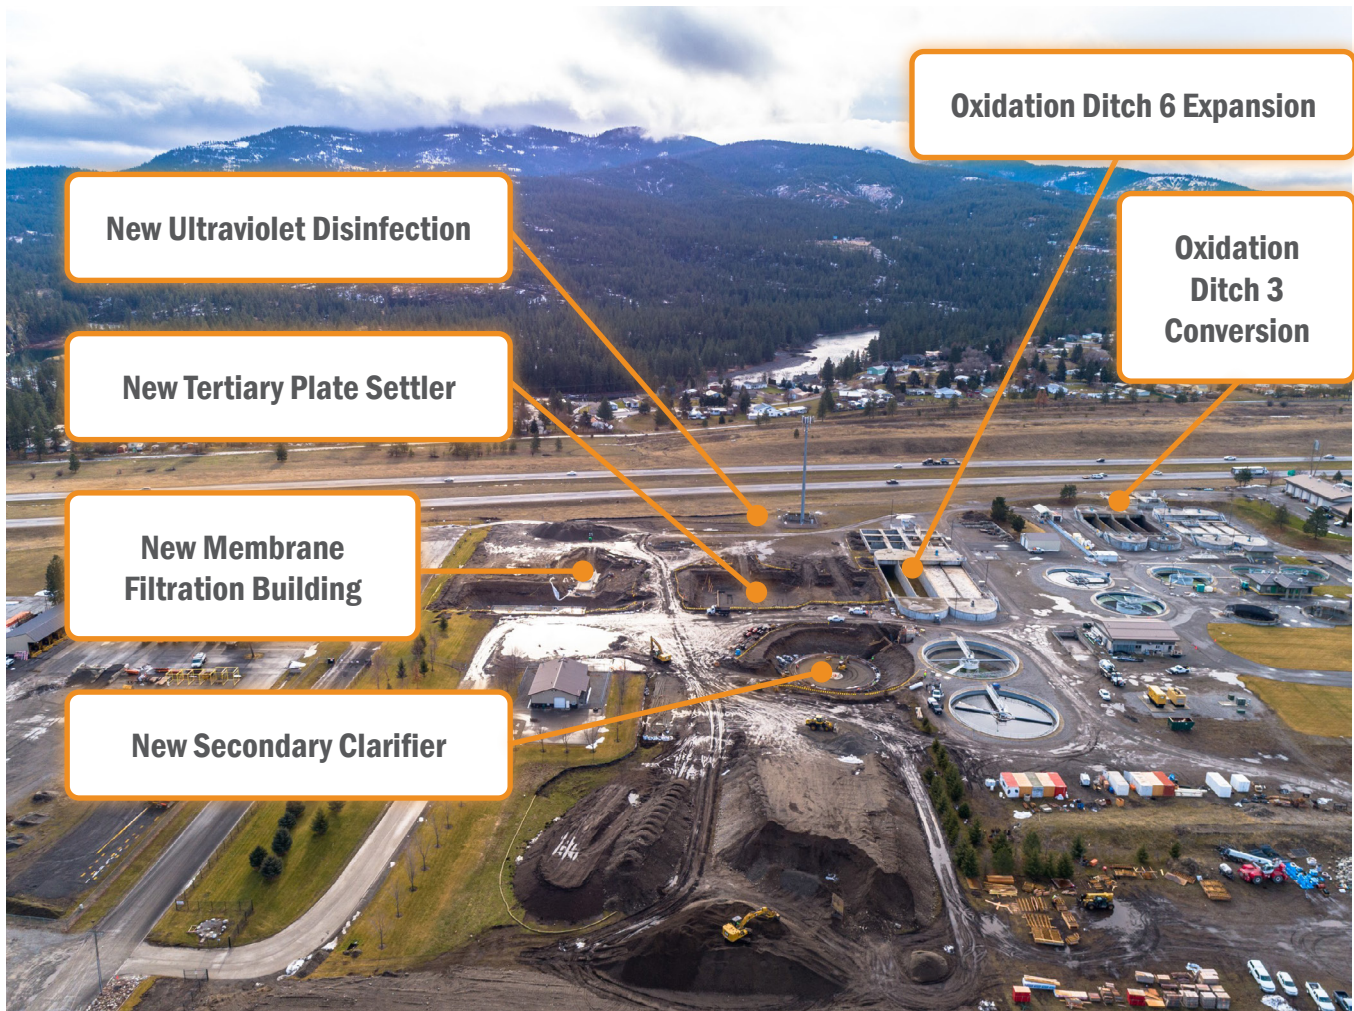 Oxidation Ditch 6 Expansion
New Ultraviolet Disinfection
Oxidation
Ditch 3
Conversion
New Tertiary Plate Settler
New Membrane
Filtration Building
New Secondary Clarifier